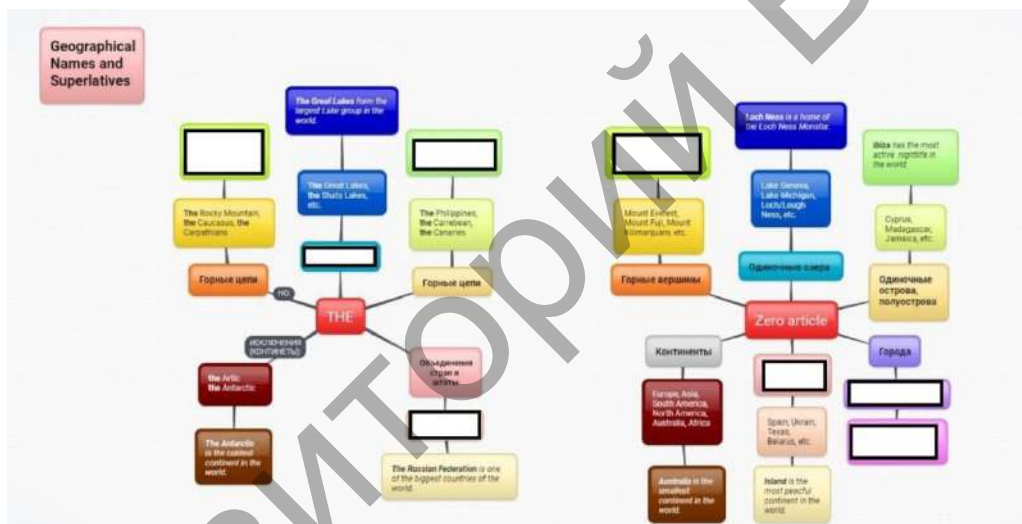 Geographical
Names and
Superlatives
The Great Lakes form the
largest Lake group in the
world.
The Great Lakes,
the Shats Lakes,
etc.
The Rocky Mountain,
the Caucasus, the
Carpathians
Горные цепи
НО
The Philippines,
the Carrebean,
the Canaries
Горные цепи
THE
ИСКЛЮЧЕНИЯ
(КОНТИНЕТЫ)
the Artic
the Antarctic
The Antarctic
is the coldest
continent in the
world.
Объединения
стран и
штаты
The Russian Federation is one
of the biggest countries of the
world.
Loch Ness is a home of
the Loch Ness Monster.
Lake Geneva,
Lake Michigan,
Loch/Lough
Ness, etc.
Одиночные озера
Mount Everest,
Mount Fuji, Mount
etc.
Горные вершины
Ibiza has the most
active nightlife in
the world
Cyprus,
Madagascar,
Jamaica, etc.
Одиночные
острова,
полуострова
Zero article
Континенты
Europe, Asia,
South America,
North America,
Australia, Africa
Australia is the
smallest
continent in the
world.
Spain, Ukrain,
Texas,
Belarus, etc.
Island is the
most peacful
continent in the
world.
Города
ИТОРИЙ